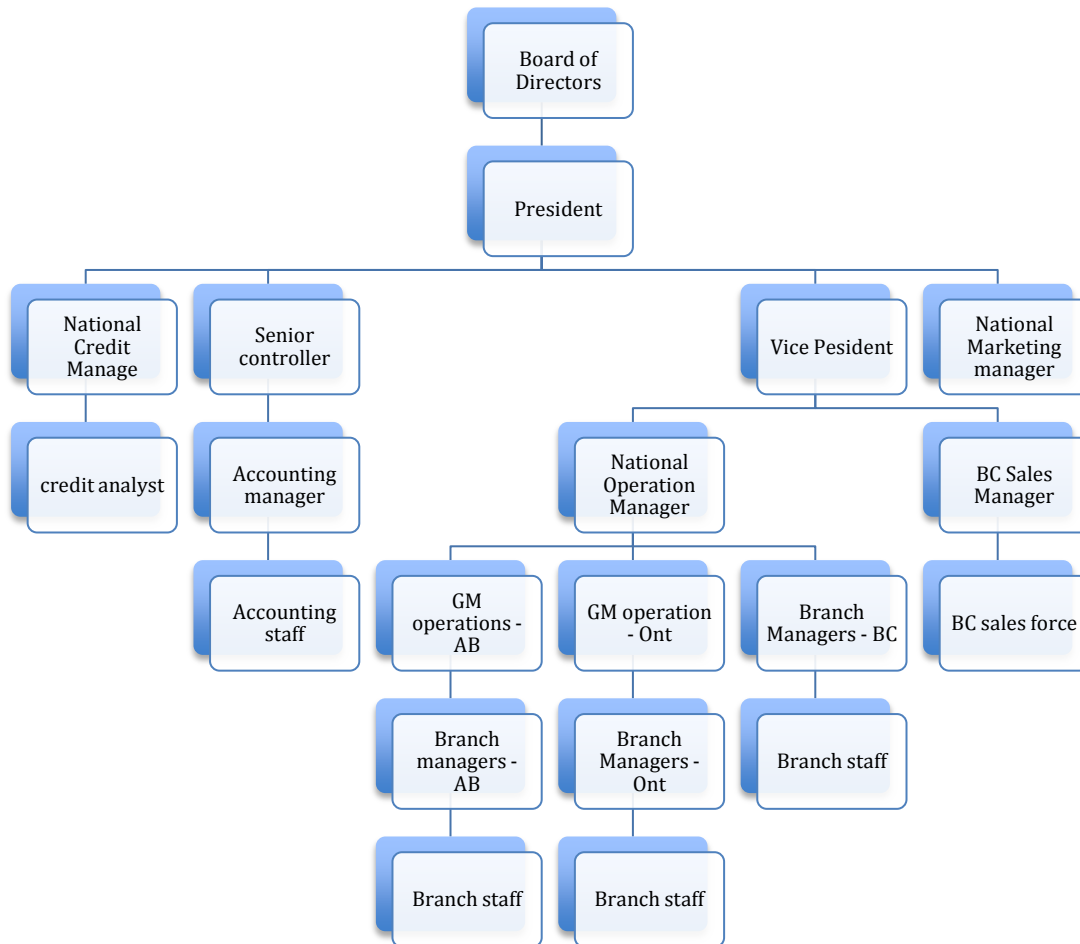 Board of
Directors
President
National
Credit
Manage
Senior
controller
Vice Pesident
National
Marketing
manager
credit analyst
Accounting
manager
National
Operation
Manager
BC Sales
Manager
Accounting
staff
GM
operations -
AB
GM operation
- Ont
Branch
Managers - BC
BC sales force
Branch
managers -
AB
Branch
Managers -
Ont
Branch staff
Branch staff
Branch staff